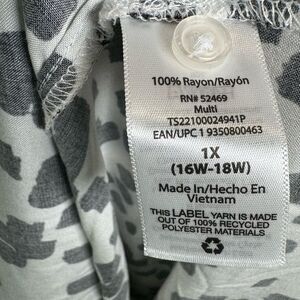 100% Rayon/Rayón
RN# 52469
Multi
TS22100024941P
EAN/UPC 1 9350800463
1X
(16W-18W)
Made In/Hecho En
Vietnam
THIS LABEL YARN IS MADE
OUT OF 100% RECYCLED
POLYESTER MATERIALS